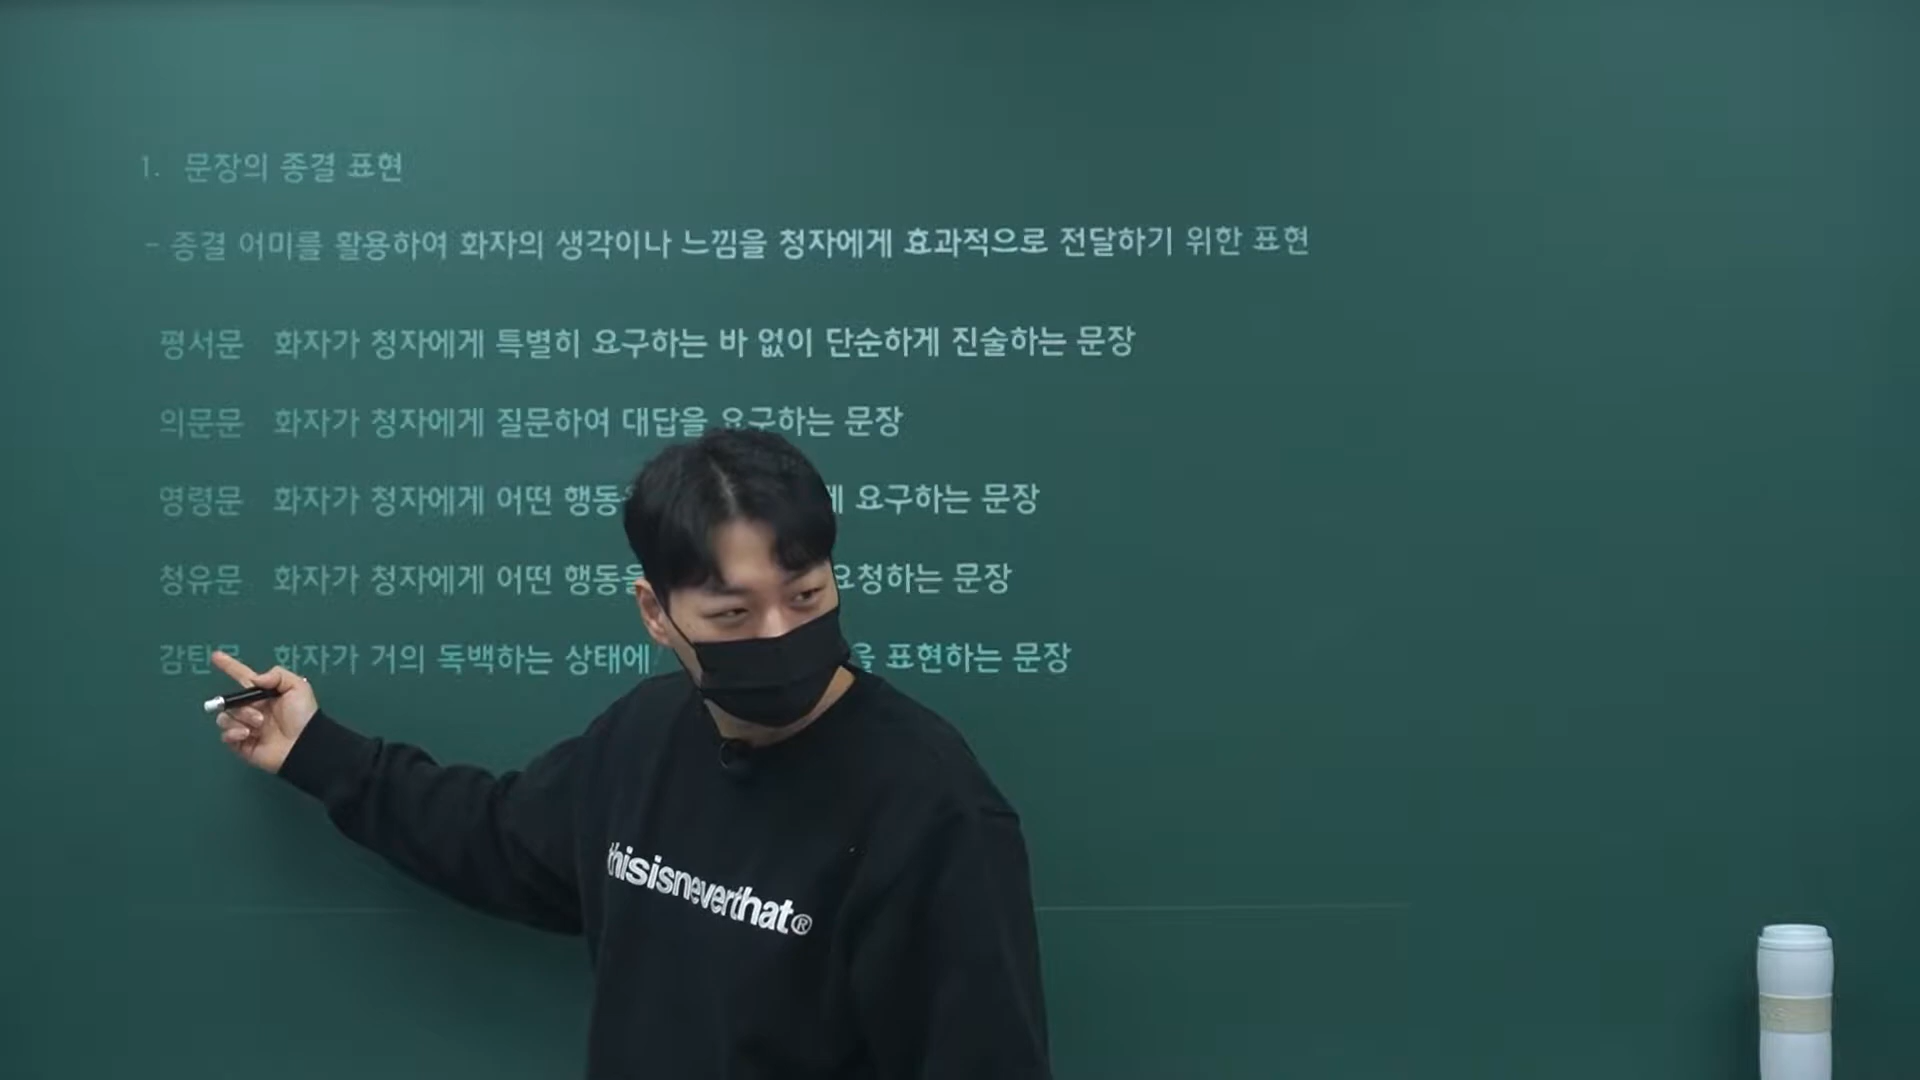 1. 문장의 종결 표현
- 종결 어미를 활용하여 화자의 생각이나 느낌을 청자에게 효과적으로 전달하기 위한 표현
평서문 화자가 청자에게 특별히 요구하는 바 없이 단순하게 진술하는 문장
의문문 화자가 청자에게 질문하여 대답을 요구하는 문장
명령문 화자가 청자에게 어떤 행동을 요구하는 문장
청유문 화자가 청자에게 어떤 행동을 요청하는 문장
감탄문 화자가 거의 독백하는 상태에 표현하는 문장
thisisneverthat®